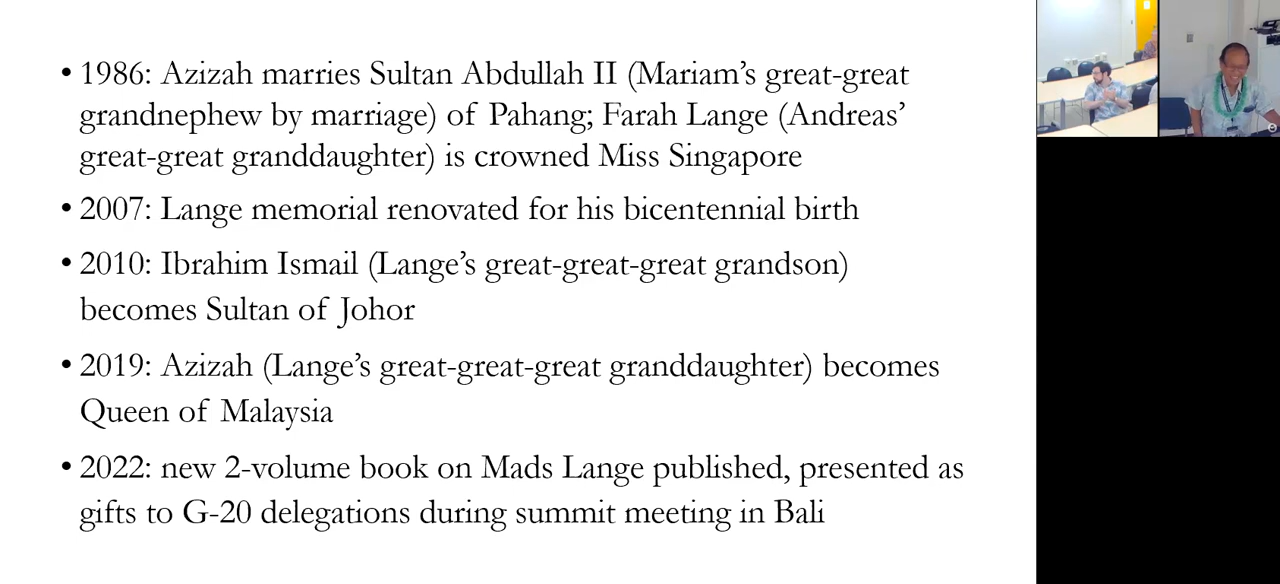 • 1986: Azizah marries Sultan Abdullah II (Mariam’s great-great
grandnephew by marriage) of Pahang; Farah Lange (Andreas’
great-great granddaughter) is crowned Miss Singapore
• 2007: Lange memorial renovated for his bicentennial birth
• 2010: Ibrahim Ismail (Lange’s great-great-great grandson)
becomes Sultan of Johor
• 2019: Azizah (Lange’s great-great-great granddaughter) becomes
Queen of Malaysia
• 2022: new 2-volume book on Mads Lange published, presented as
gifts to G-20 delegations during summit meeting in Bali